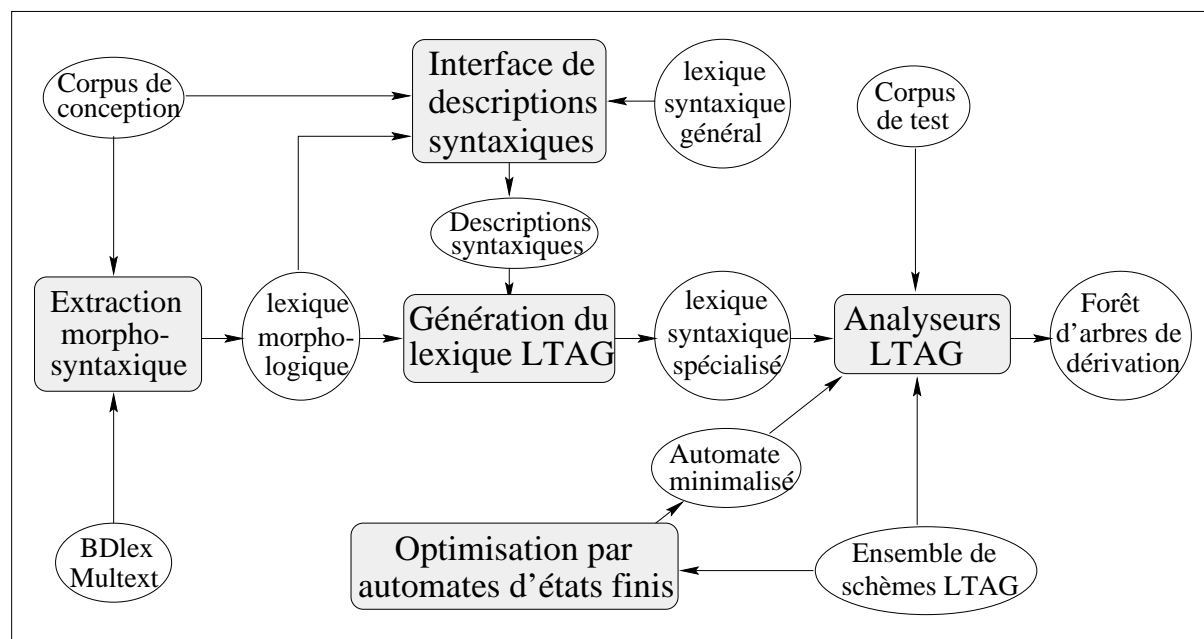 Corpus de
conception
Interface de
descriptions
syntaxiques
lexique
syntaxique
général
Corpus
de test
Descriptions
syntaxiques
Extraction
morpho-
syntaxique
lexique
morpho-
logique
Génération du
lexique LTAG
lexique
syntaxique
spécialisé
Analyseurs
LTAG
Forêt
d'arbres de
dérivation
Automate
minimalisé
BDlex
Multext
Optimisation par
automates d'états finis
Ensemble de
schèmes LTAG